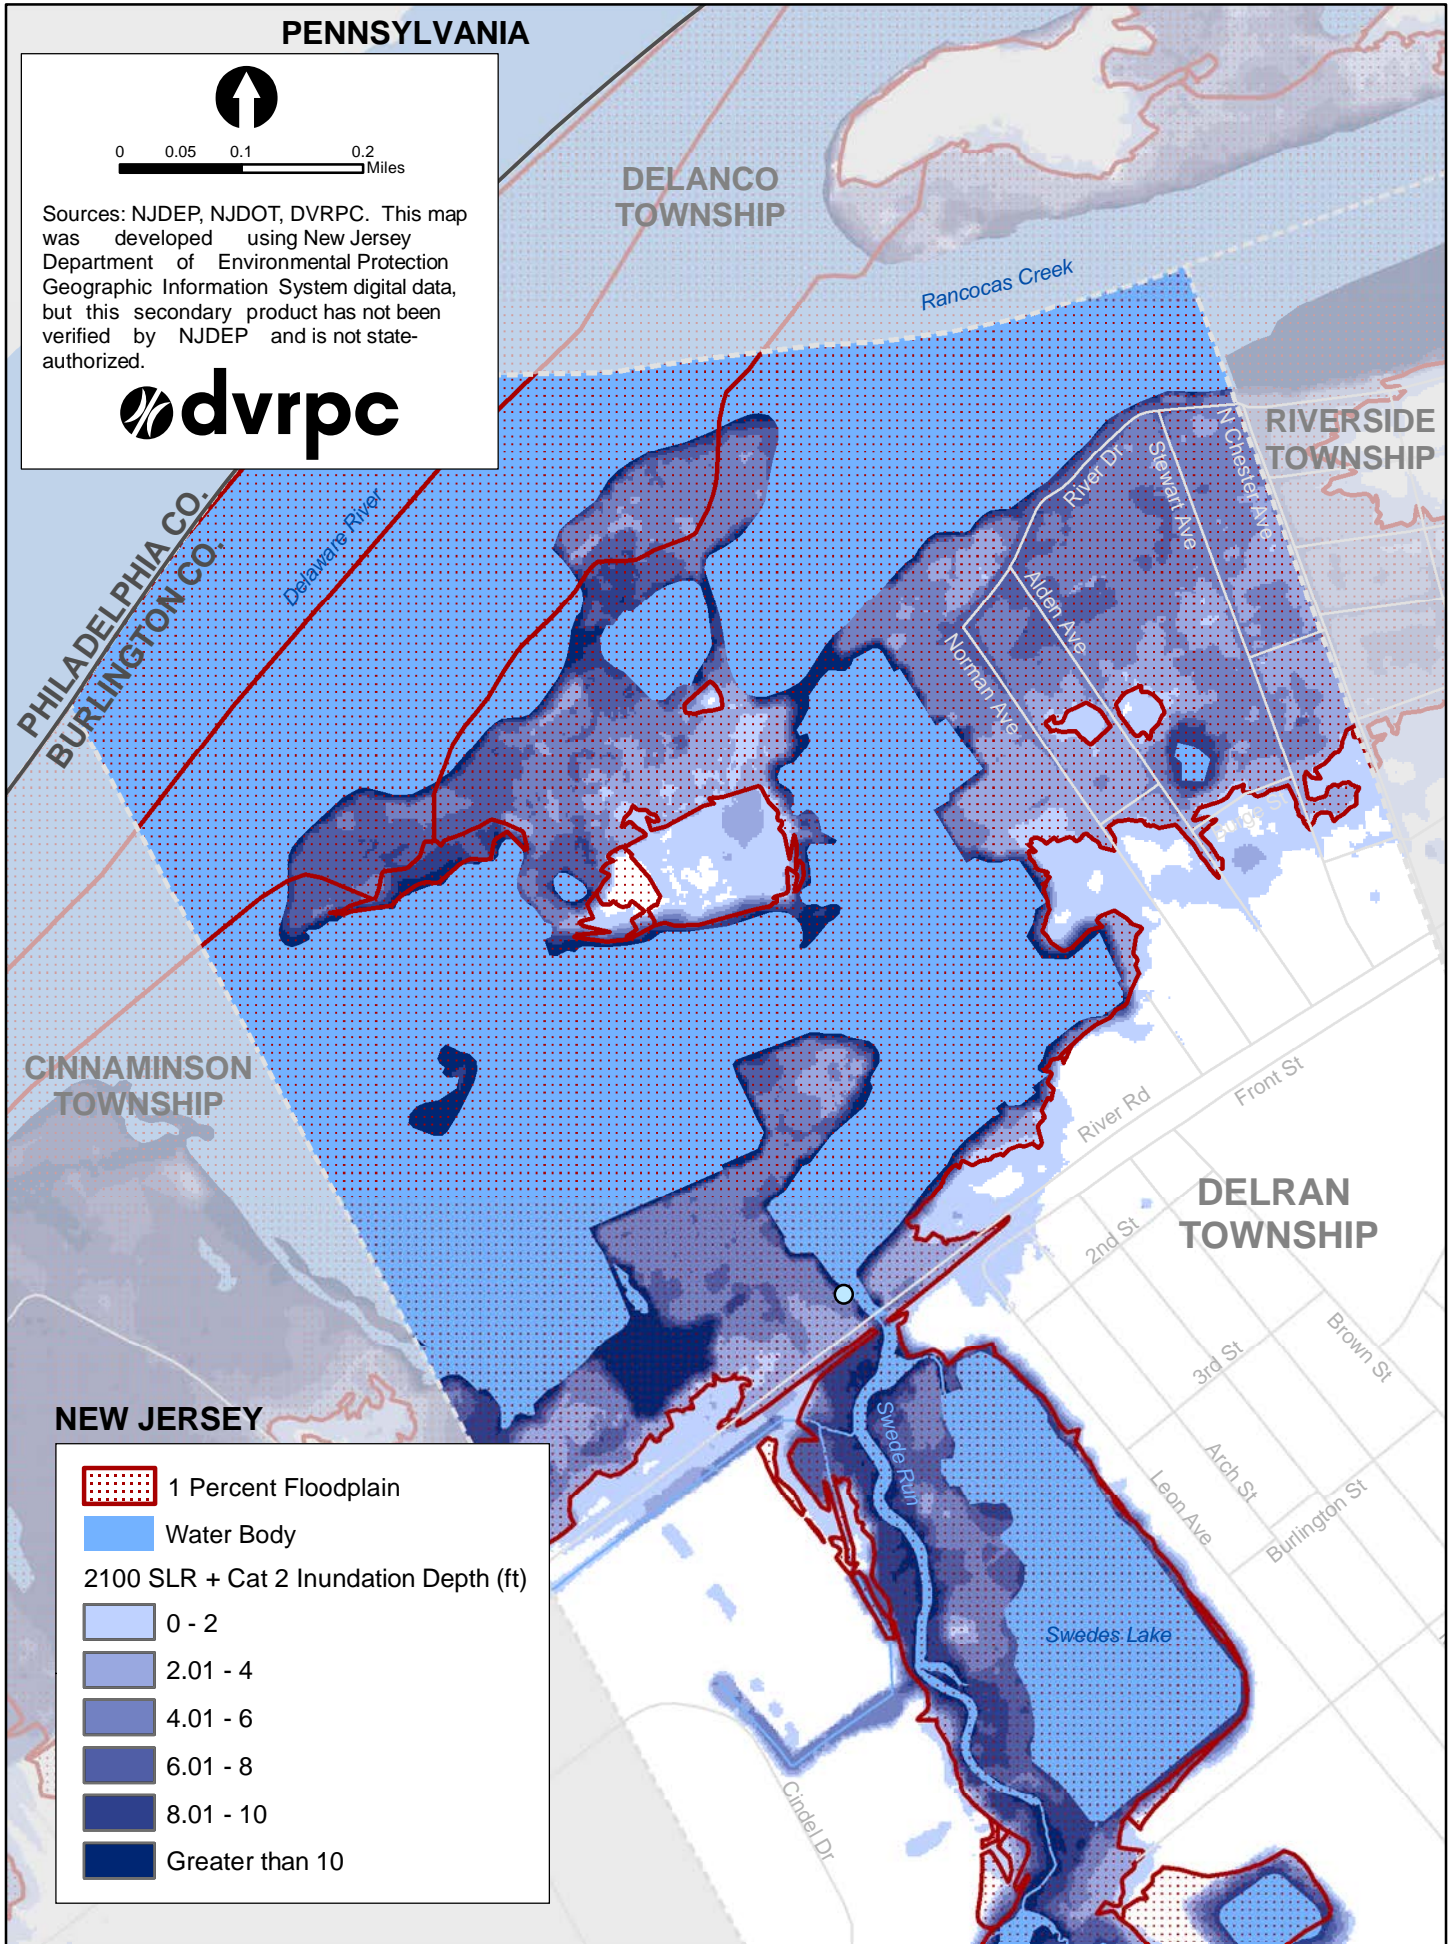 PENNSYLVANIA
0 0.05 0.1 0.2
Miles
Sources: NJDEP, NJDOT, DVRPC. This map
was developed using New Jersey
Department of Environmental Protection
Geographic Information System digital data,
but this secondary product has not been
verified by NJDEP and is not state-
authorized.
dvrpc
DELANCO
TOWNSHIP
Rancocas Creek
RIVERSIDE
TOWNSHIP
N Chester Ave
Stewart Ave
River Dr
Alden Ave
Norman Ave
Delaware River
PHILADELPHIA CO.
BURLINGTON CO.
CINNAMINSON
TOWNSHIP
River Rd
Front St
DELRAN
TOWNSHIP
2nd St
3rd St
Brown St
Arch St
Leon Ave
Burlington St
Swede Run
Swedes Lake
Cindel Dr
NEW JERSEY
1 Percent Floodplain
Water Body
2100 SLR + Cat 2 Inundation Depth (ft)
0 - 2
2.01 - 4
4.01 - 6
6.01 - 8
8.01 - 10
Greater than 10